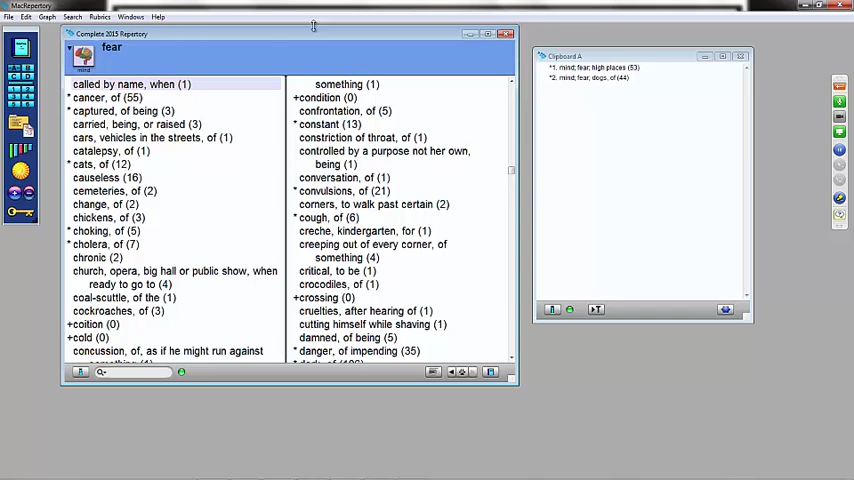 MacRepertory
File Edit Graph Search Rubrics Windows Help
Complete 2015 Repertory
fear
mind
called by name, when (1)
* cancer, of (55)
* captured, of being (3)
carried, being, or raised (3)
cars, vehicles in the streets, of (1)
catalepsy, of (1)
* cats, of (12)
causeless (16)
cemeteries, of (2)
change, of (2)
chickens, of (3)
* choking, of (5)
* cholera, of (7)
chronic (2)
church, opera, big hall or public show, when
ready to go to (4)
coal-scuttle, of the (1)
cockroaches, of (3)
+coition (0)
+cold (0)
concussion, of, as if he might run against
something (1)
+condition (0)
confrontation, of (5)
* constant (13)
constriction of throat, of (1)
controlled by a purpose not her own,
being (1)
conversation, of (1)
* convulsions, of (21)
corners, to walk past certain (2)
* cough, of (6)
creche, kindergarten, for (1)
creeping out of every corner, of
something (4)
critical, to be (1)
crocodiles, of (1)
+crossing (0)
cruelties, after hearing of (1)
cutting himself while shaving (1)
damned, of being (5)
* danger, of impending (35)
Clipboard A
*1. mind; fear; high places (53)
*2. mind; fear; dogs, of (44)